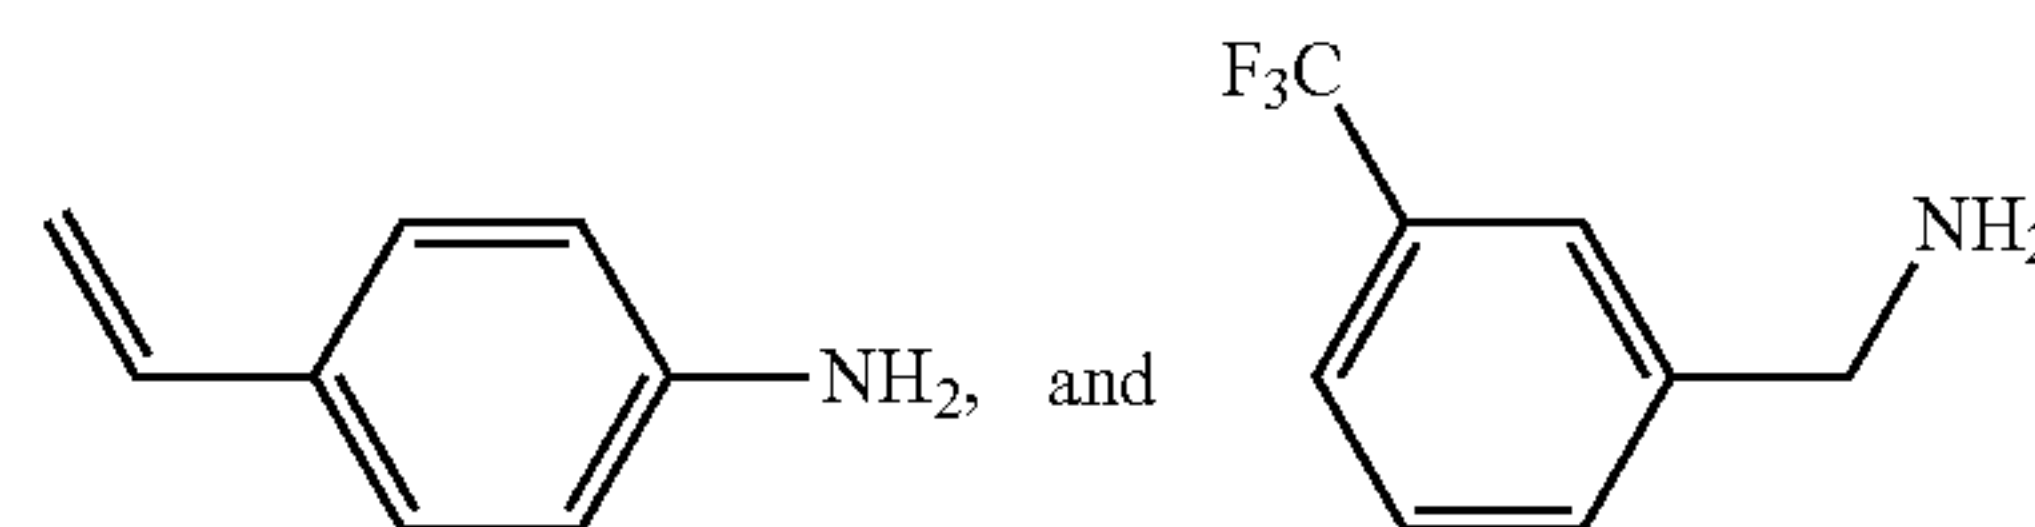 F₃C
NH₂
NH₂, and